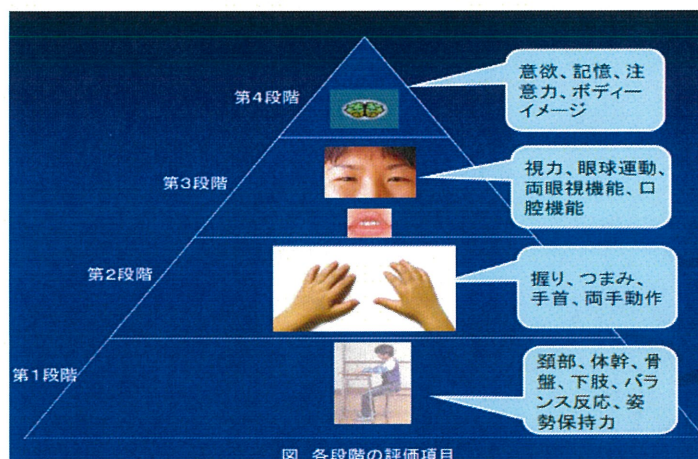 第4段階
意欲、記憶、注
意力、ボディー
イメージ
第3段階
視力、眼球運動、
両眼視機能、口
腔機能
第2段階
握り、つまみ、
手首、両手動作
第1段階
頚部、体幹、骨
盤、下肢、バラ
ンス反応、姿
勢保持力
図 各段階の評価項目